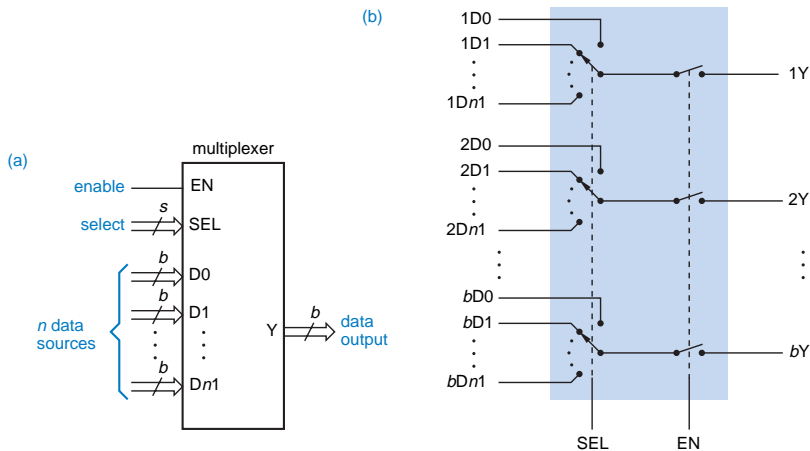 (a)
multiplexer
enable
EN
s
select
SEL
b
D0
b
D1
n data
sources
Y
b
data
output
b
Dn1
(b)
1D0
1D1
1Y
1Dn1
2D0
2D1
2Y
2Dn1
bD0
bD1
bY
bDn1
SEL
EN